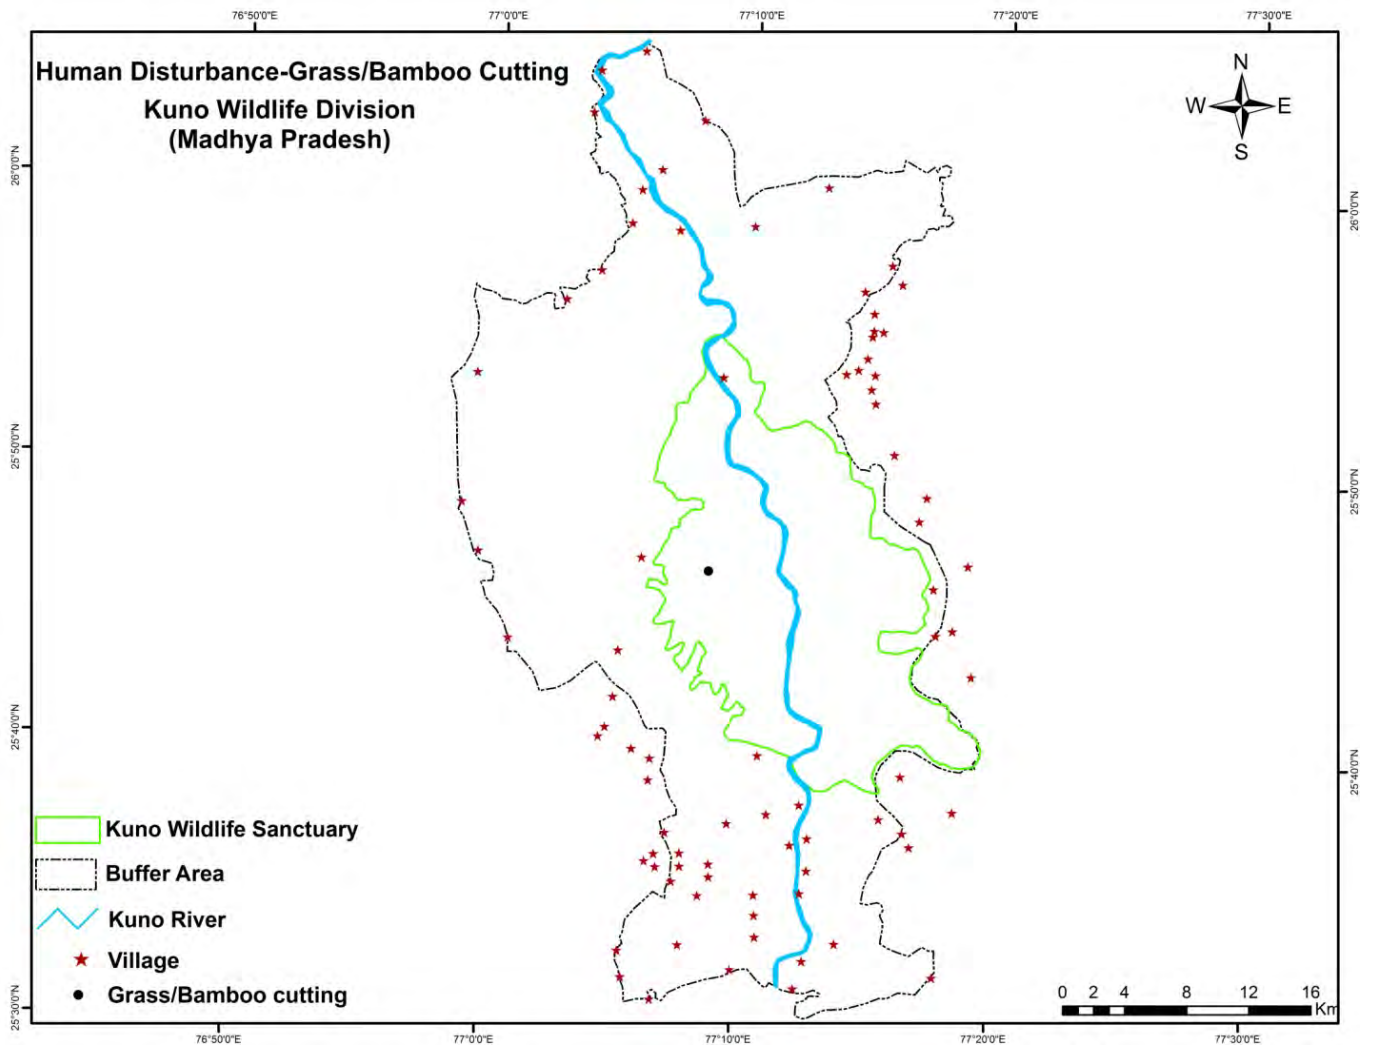 76°50'0"E 77°0'0"E 77°10'0"E 77°20'0"E 77°30'0"E
Human Disturbance-Grass/Bamboo Cutting
Kuno Wildlife Division
(Madhya Pradesh)
N
W E
S
26°0'0"N
26°0'0"N
25°50'0"N
25°50'0"N
25°40'0"N
25°40'0"N
Kuno Wildlife Sanctuary
Buffer Area
Kuno River
Village
Grass/Bamboo cutting
0 2 4 8 12 16
Km
25°30'0"N
76°50'0"E 77°0'0"E 77°10'0"E 77°20'0"E 77°30'0"E